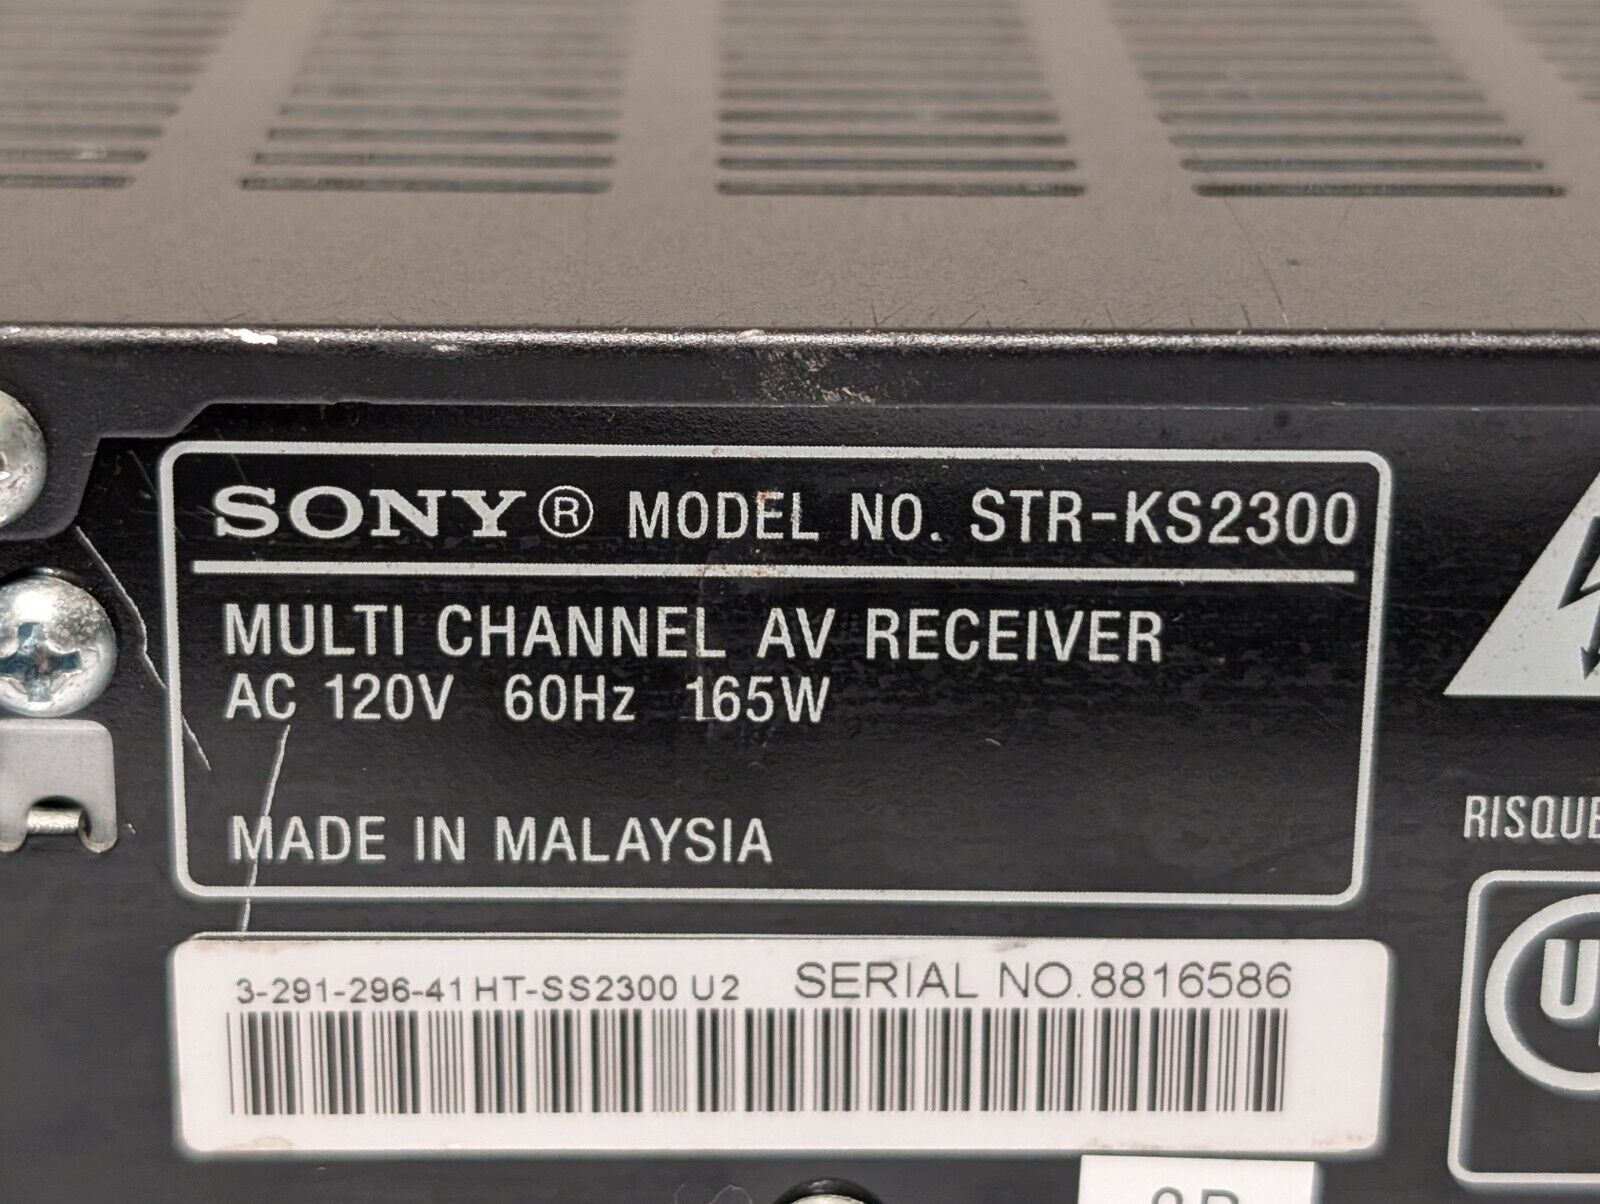 SONY® MODEL NO. STR-KS2300
MULTI CHANNEL AV RECEIVER
AC 120V 60Hz 165W
MADE IN MALAYSIA
RISQUE
U
3-291-296-41 HT-SS2300 U2 SERIAL NO.8816586